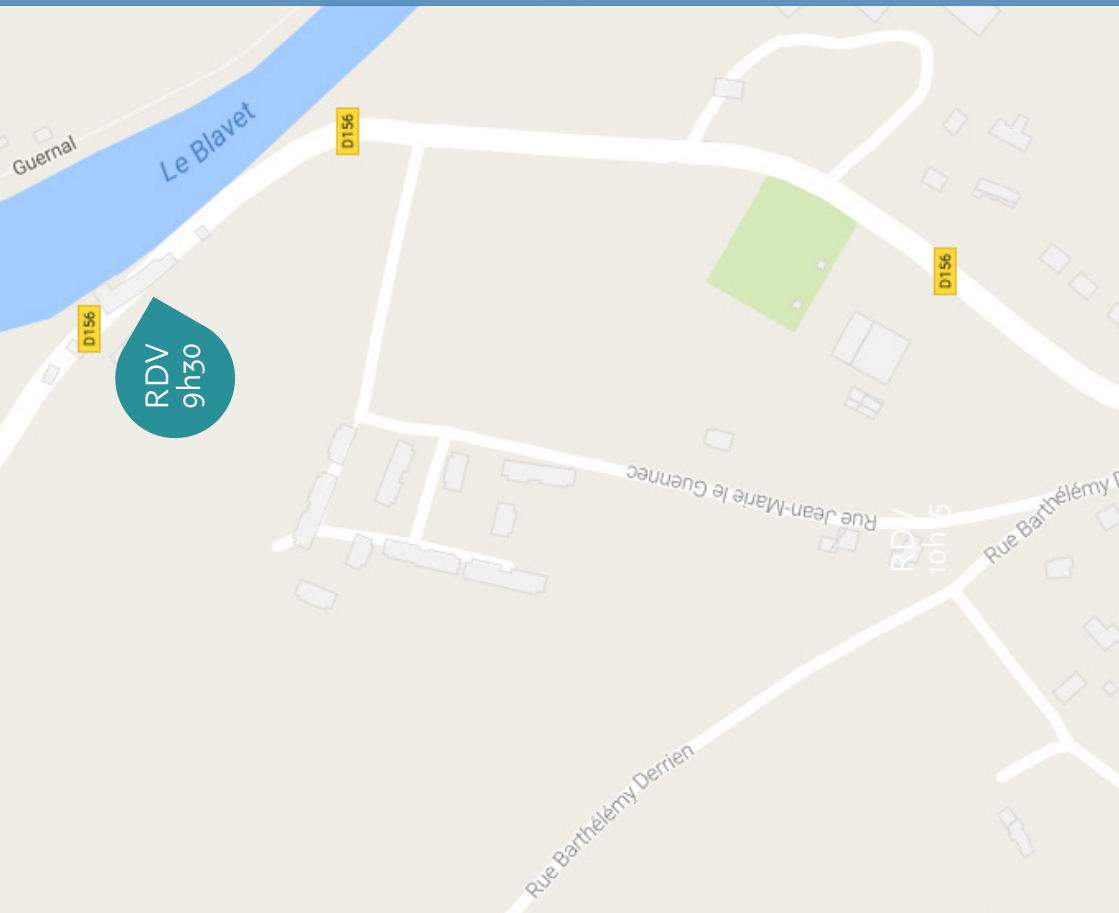 D156
Le Blavet
Guernal
D156
D156
RDV
9h30
Rue Jean-Marie le Guennec
RDV
Rue Barthélémy
Rue Barthélémy Derrien